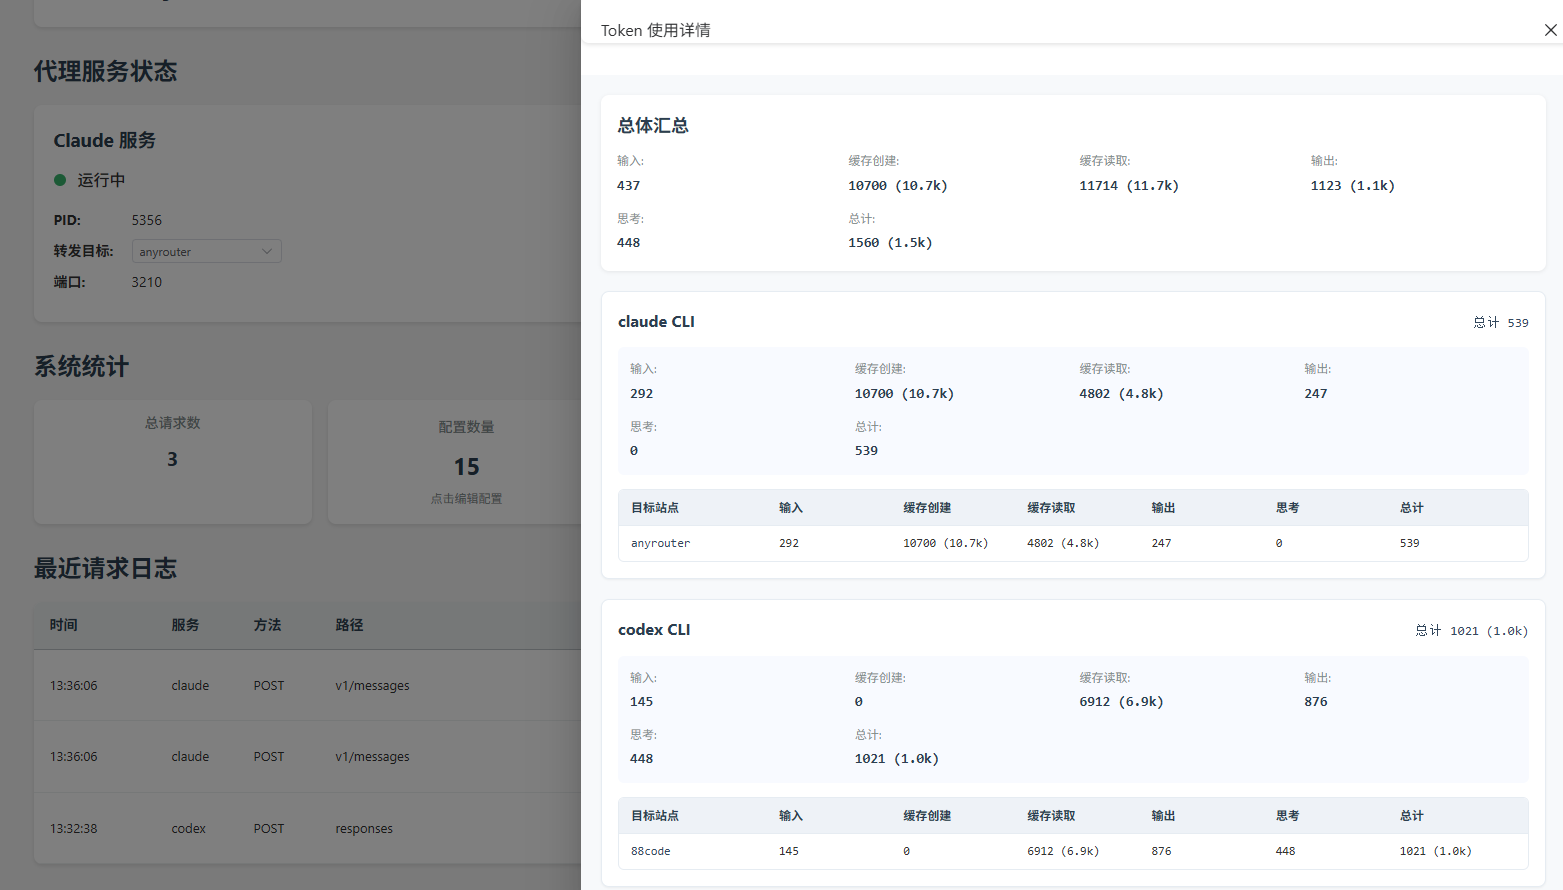 代理服务状态
Claude 服务
运行中
PID: 5356
转发目标: anyrouter
端口: 3210
系统统计
总请求数
3
配置数量
15
点击编辑配置
最近请求日志
时间 服务 方法 路径
13:36:06 claude POST v1/messages
13:36:06 claude POST v1/messages
13:32:38 codex POST responses
Token 使用详情
总体汇总
输入: 缓存创建: 缓存读取: 输出:
437 10700 (10.7k) 11714 (11.7k) 1123 (1.1k)
思考: 总计:
448 1560 (1.5k)
claude CLI 总计 539
输入: 缓存创建: 缓存读取: 输出:
292 10700 (10.7k) 4802 (4.8k) 247
思考: 总计:
0 539
目标站点 输入 缓存创建 缓存读取 输出 思考 总计
anyrouter 292 10700 (10.7k) 4802 (4.8k) 247 0 539
codex CLI 总计 1021 (1.0k)
输入: 缓存创建: 缓存读取: 输出:
145 0 6912 (6.9k) 876
思考: 总计:
448 1021 (1.0k)
目标站点 输入 缓存创建 缓存读取 输出 思考 总计
88code 145 0 6912 (6.9k) 876 448 1021 (1.0k)